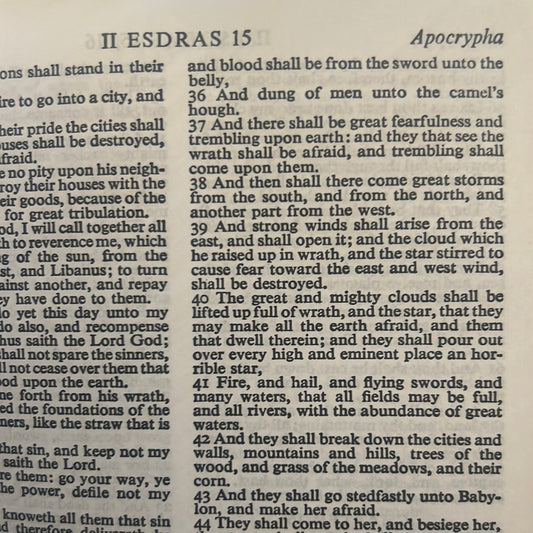 II ESDRAS 15
Apocrypha
ons shall stand in their
ire to go into a city, and
heir pride the cities shall
uses shall be destroyed,
fraid.
e no pity upon his neigh-
roy their houses with the
eir goods, because of the
for great tribulation.
od, I will call together all
th to reverence me, which
g of the sun, from the
st, and Libanus; to turn
ainst another, and repay
ey have done to them.
do yet this day unto my
do also, and recompense
hus saith the Lord God;
shall not spare the sinners,
ll not cease over them that
ood upon the earth.
ne forth from his wrath,
ed the foundations of the
ners, like the straw that is
that sin, and keep not my
saith the Lord.
re them: go your way, ye
he power, defile not my
knoweth all them that sin
and blood shall be from the sword unto the
belly,
36 And dung of men unto the camel's
hough.
37 And there shall be great fearfulness and
trembling upon earth: and they that see the
wrath shall be afraid, and trembling shall
come upon them.
38 And then shall there come great storms
from the south, and from the north, and
another part from the west.
39 And strong winds shall arise from the
east, and shall open it; and the cloud which
he raised up in wrath, and the star stirred to
cause fear toward the east and west wind,
shall be destroyed.
40 The great and mighty clouds shall be
lifted up full of wrath, and the star, that they
may make all the earth afraid, and them
that dwell therein; and they shall pour out
over every high and eminent place an hor-
rible star,
41 Fire, and hail, and flying swords, and
many waters, that all fields may be full,
and all rivers, with the abundance of great
waters.
42 And they shall break down the cities and
walls, mountains and hills, trees of the
wood, and grass of the meadows, and their
corn.
43 And they shall go stedfastly unto Baby-
lon, and make her afraid.
44 They shall come to her, and besiege her,